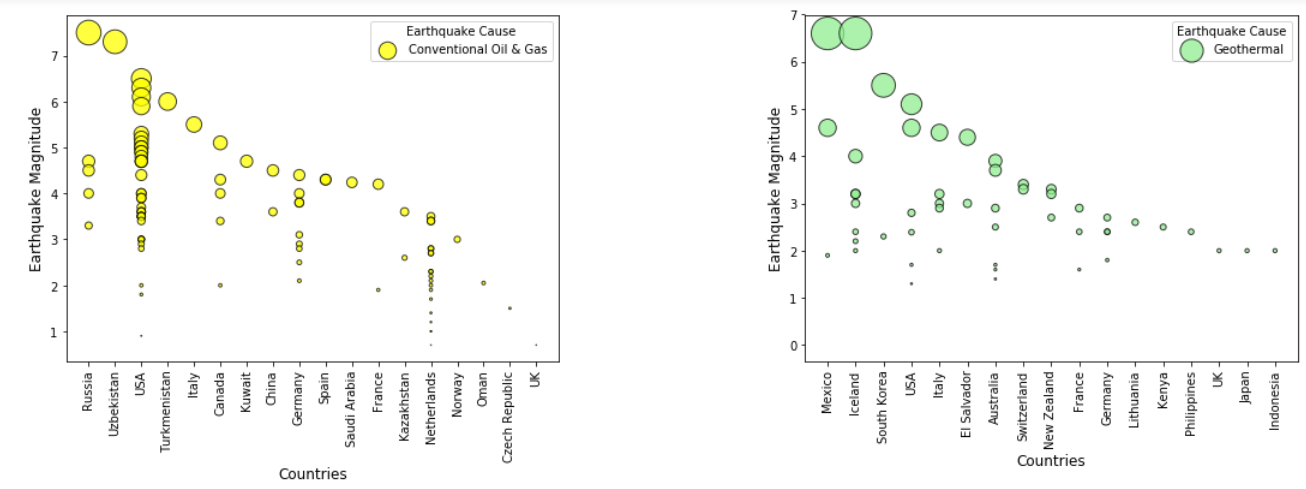 Earthquake Cause
Conventional Oil & Gas
7
6
5
4
3
2
1
Earthquake Magnitude
Russia
Uzbekistan
USA
Turkmenistan
Italy
Canada
Kuwait
China
Germany
Spain
Saudi Arabia
France
Kazakhstan
Netherlands
Norway
Oman
Czech Republic
UK
Countries
Earthquake Cause
Geothermal
7
6
5
4
3
2
1
0
Earthquake Magnitude
Mexico
Iceland
South Korea
USA
Italy
El Salvador
Australia
Switzerland
New Zealand
France
Germany
Lithuania
Kenya
Philippines
UK
Japan
Indonesia
Countries